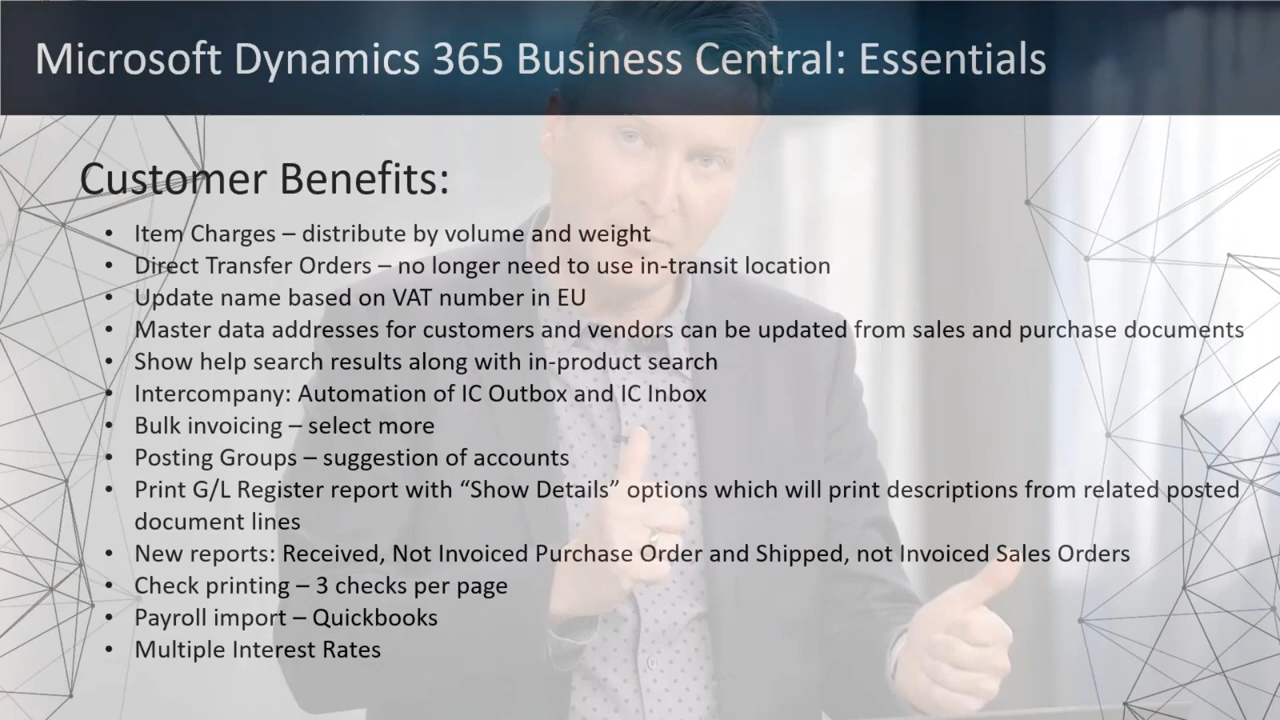 Microsoft Dynamics 365 Business Central: Essentials
Customer Benefits:
• Item Charges – distribute by volume and weight
• Direct Transfer Orders – no longer need to use in-transit location
• Update name based on VAT number in EU
• Master data addresses for customers and vendors can be updated from sales and purchase documents
• Show help search results along with in-product search
• Intercompany: Automation of IC Outbox and IC Inbox
• Bulk invoicing – select more
• Posting Groups – suggestion of accounts
• Print G/L Register report with “Show Details” options which will print descriptions from related posted
document lines
• New reports: Received, Not Invoiced Purchase Order and Shipped, not Invoiced Sales Orders
• Check printing – 3 checks per page
• Payroll import – Quickbooks
• Multiple Interest Rates